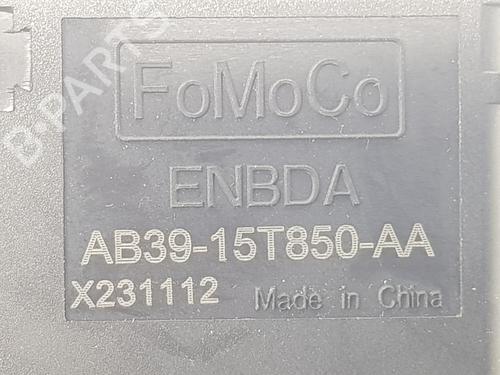 FoMoCo
ENBDA
AB39-15T850-AA
X231112 Made in China
B-PARTS